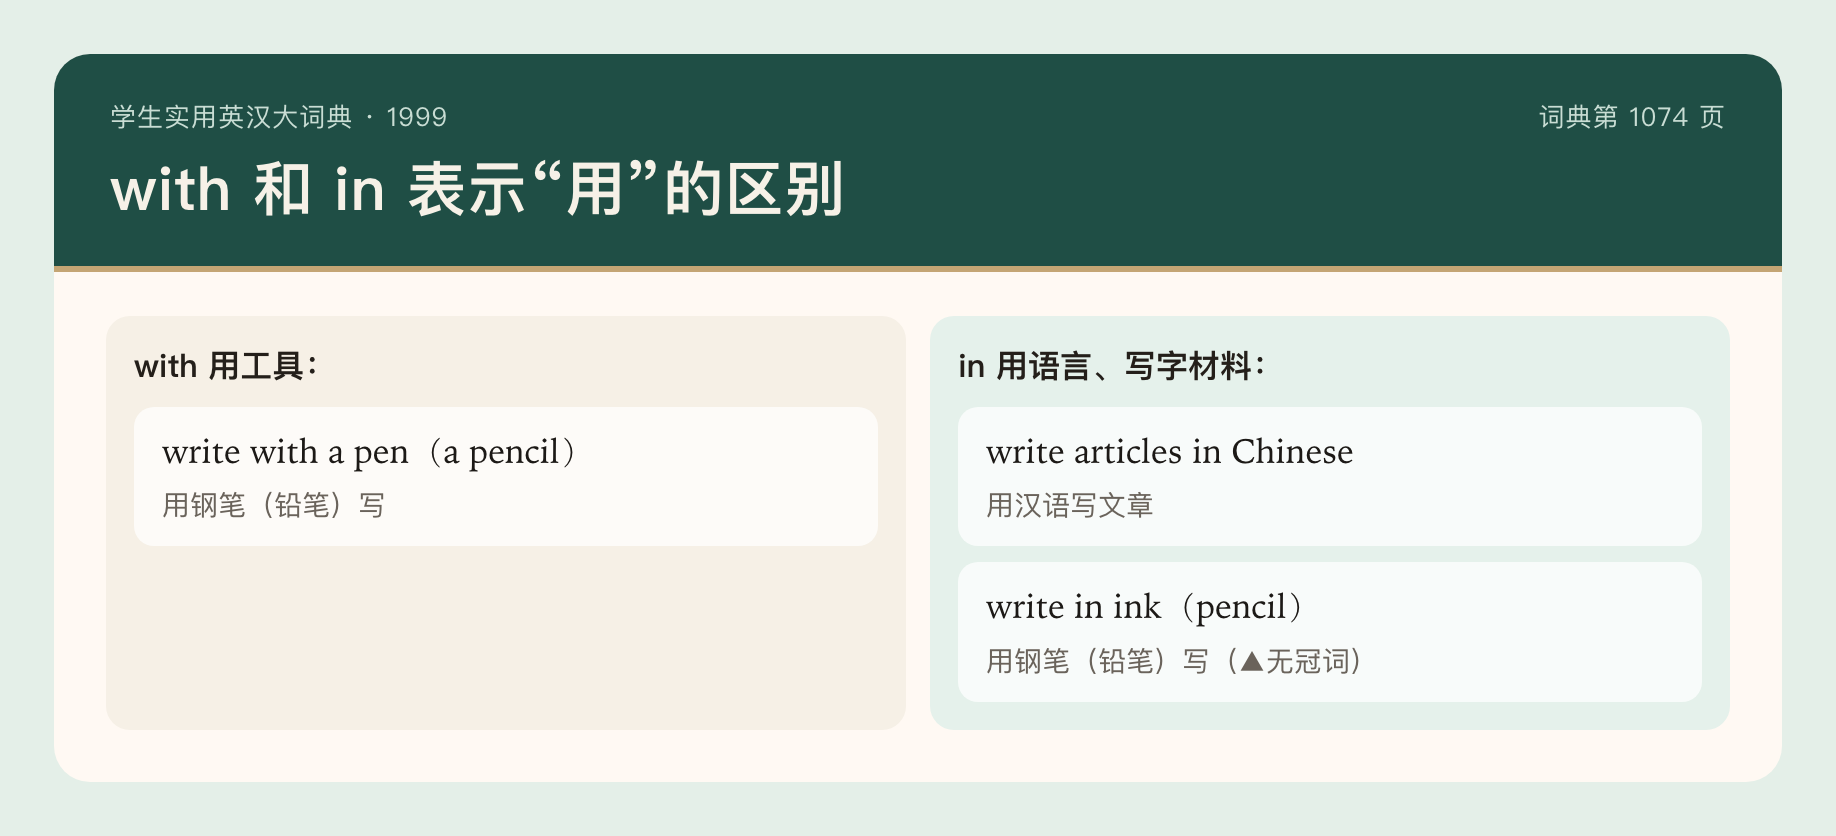 学生实用英汉大词典 · 1999
词典第 1074 页
with 和 in 表示“用”的区别
with 用工具：
write with a pen（a pencil）
用钢笔（铅笔）写
in 用语言、写字材料：
write articles in Chinese
用汉语写文章
write in ink（pencil）
用钢笔（铅笔）写（▲无冠词）